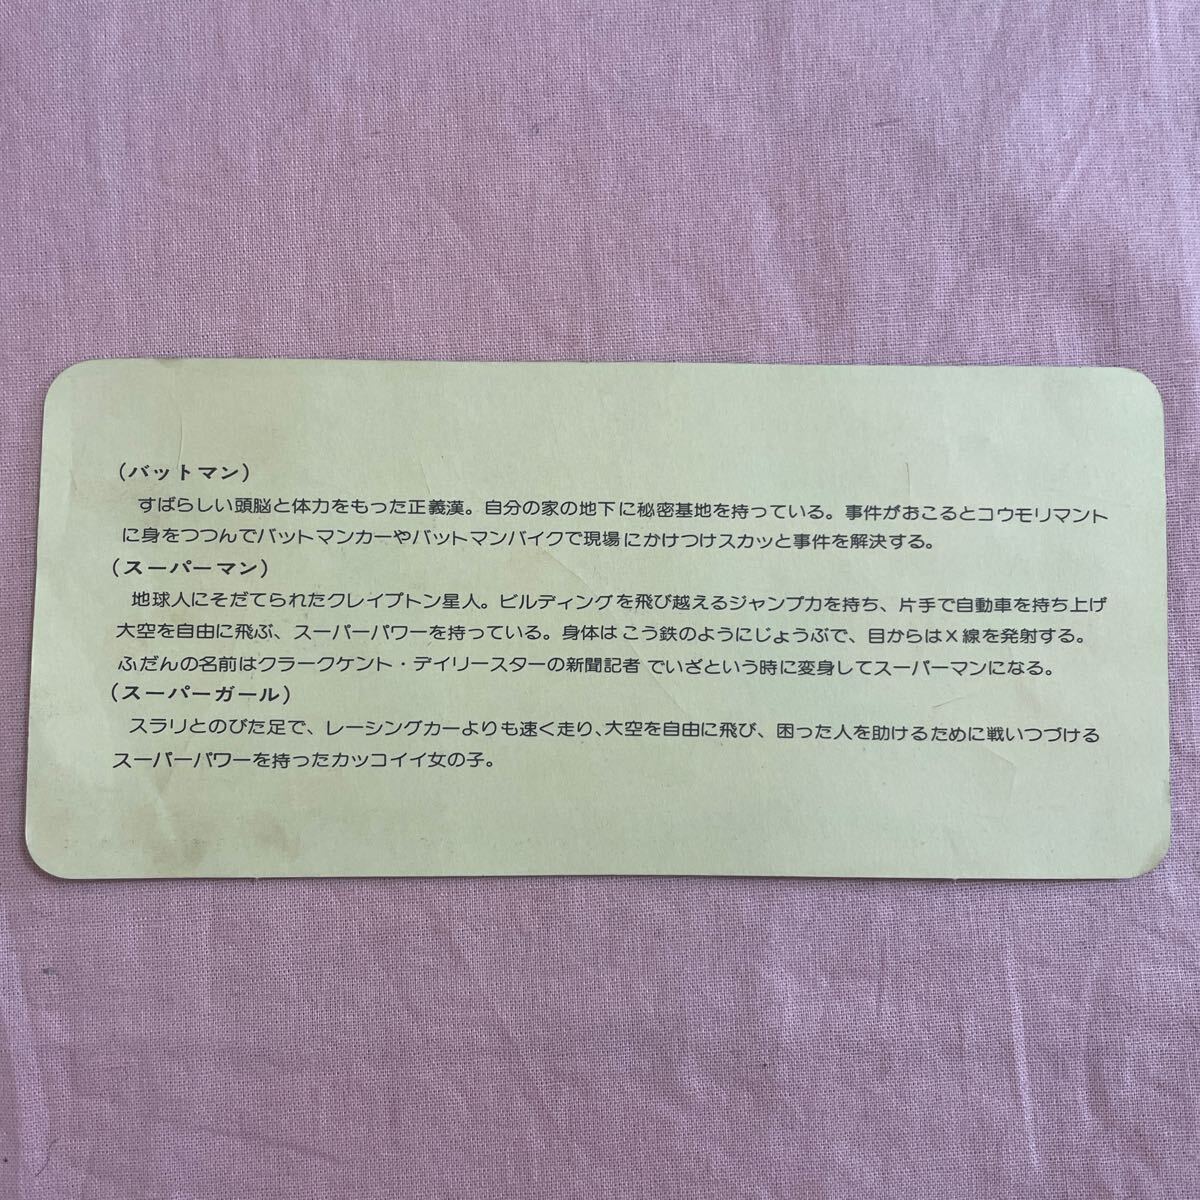 (バットマン)
すばらしい頭脳と体力をもった正義漢。自分の家の地下に秘密基地を持っている。事件がおこるとコウモリマント
に身をつつんでバットマンカーやバットマンバイクで現場にかけつけスカッと事件を解決する。
(スーパーマン)
地球人にそだてられたクレイプトン星人。ビルディングを飛び越えるジャンプ力を持ち、片手で自動車を持ち上げ
大空を自由に飛ぶ、スーパーパワーを持っている。身体はこう鉄のようにじょうぶで、目からはX線を発射する。
ふだんの名前はクラークケント・デイリースターの新聞記者でいざという時に変身してスーパーマンになる。
(スーパーガール)
スラリとのびた足で、レーシングカーよりも速く走り、大空を自由に飛び、困った人を助けるために戦いつづける
スーパーパワーを持ったカッコイイ女の子。